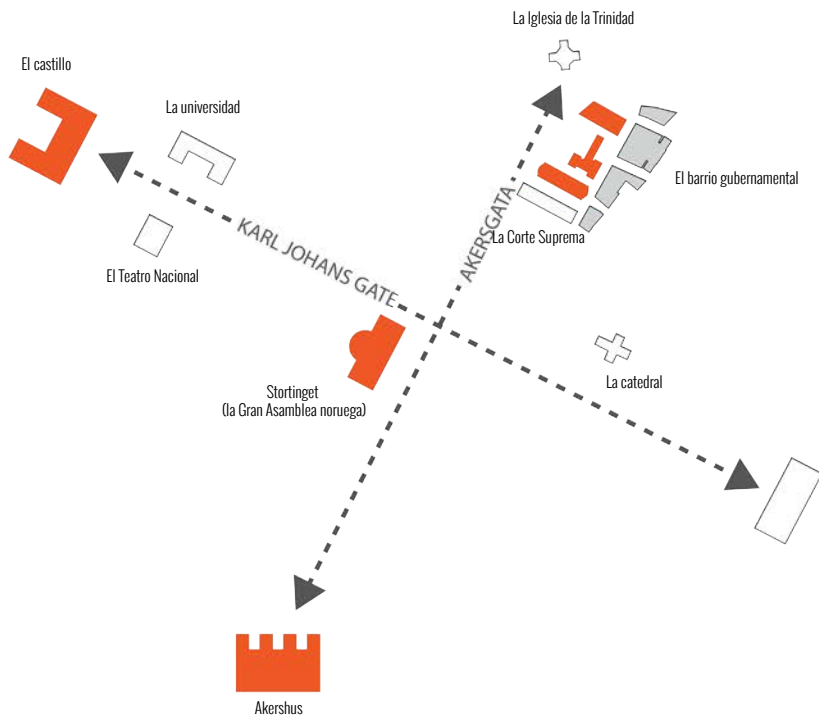 La Iglesia de la Trinidad
El castillo
La universidad
El barrio gubernamental
La Corte Suprema
AKERSGATA
KARL JOHANS GATE
El Teatro Nacional
La catedral
Stortinget
(la Gran Asamblea noruega)
Akershus